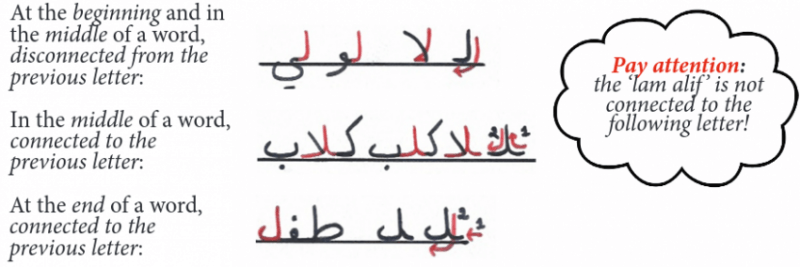 At the beginning and in
the middle of a word,
disconnected from the
previous letter:
لـ لا لو لي
In the middle of a word,
connected to the
previous letter:
ـلـ ـلا كلب كلاب
At the end of a word,
connected to the
previous letter:
ـل ـل طفل
Pay attention:
the ‘lam alif’ is not
connected to the
following letter!